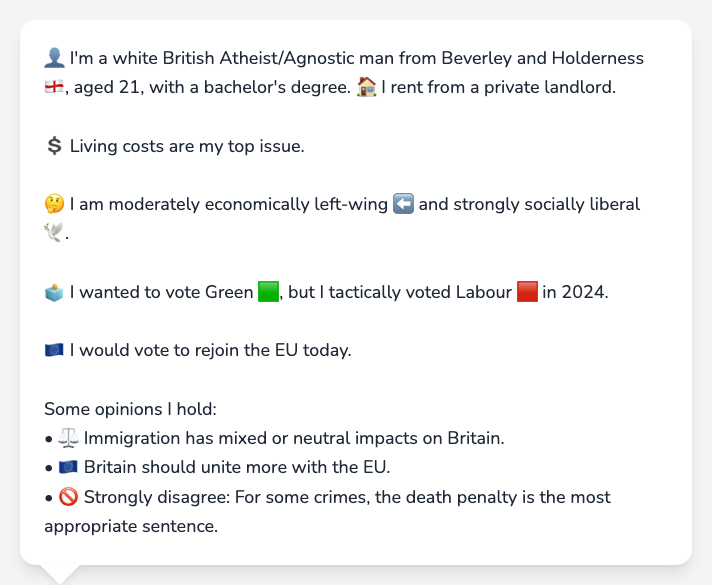 👤 I'm a white British Atheist/Agnostic man from Beverley and Holderness
🏴󠁧󠁢󠁥󠁮󠁧󠁿, aged 21, with a bachelor's degree. 🏠 I rent from a private landlord.
💲 Living costs are my top issue.
🤔 I am moderately economically left-wing ⬅️ and strongly socially liberal
🕊️.
🗳️ I wanted to vote Green 🟩, but I tactically voted Labour 🟥 in 2024.
🇪🇺 I would vote to rejoin the EU today.
Some opinions I hold:
• ⚖️ Immigration has mixed or neutral impacts on Britain.
• 🇪🇺 Britain should unite more with the EU.
• 🚫 Strongly disagree: For some crimes, the death penalty is the most
appropriate sentence.